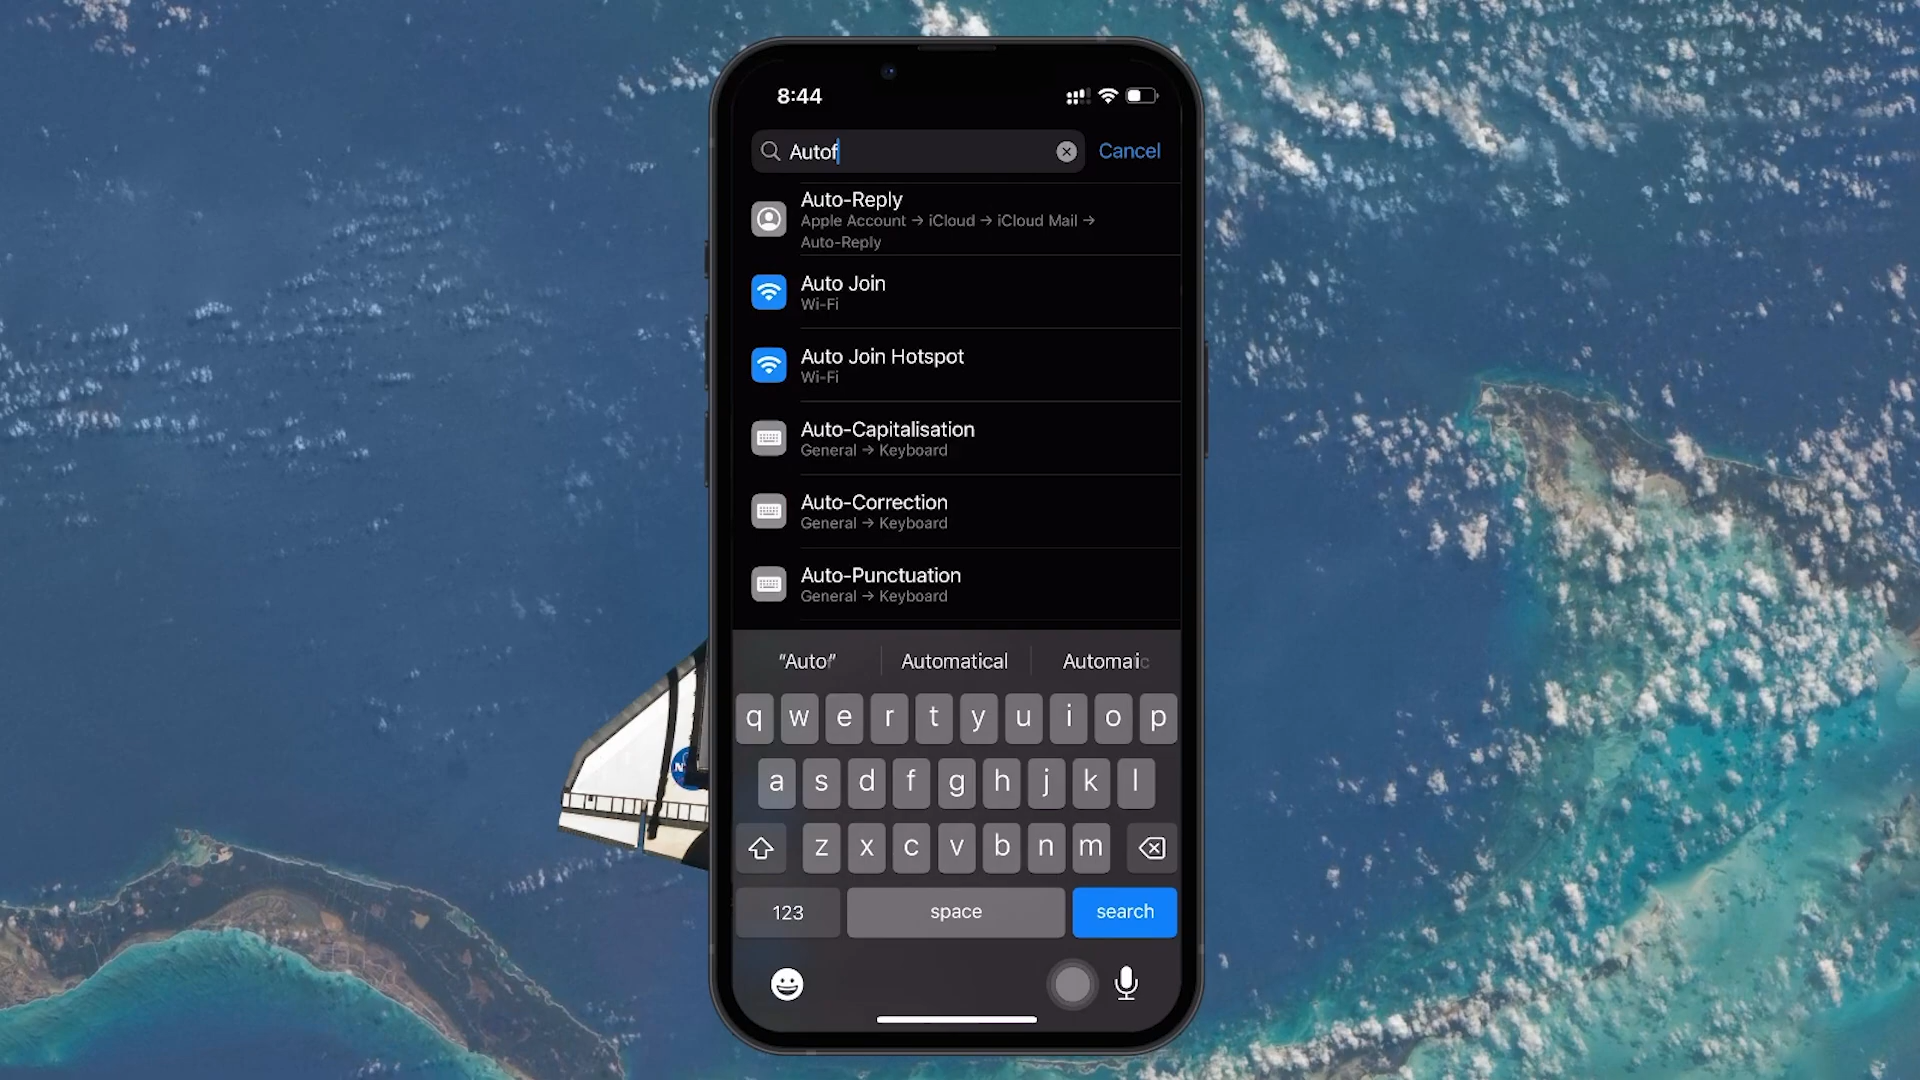 8:44
Autof
Cancel
Auto-Reply
Apple Account → iCloud → iCloud Mail →
Auto-Reply
Auto Join
Wi-Fi
Auto Join Hotspot
Wi-Fi
Auto-Capitalisation
General → Keyboard
Auto-Correction
General → Keyboard
Auto-Punctuation
General → Keyboard
Automatical
q w e r t y u i o p
a s d f g h j k l
z x c v b n m
123 space search